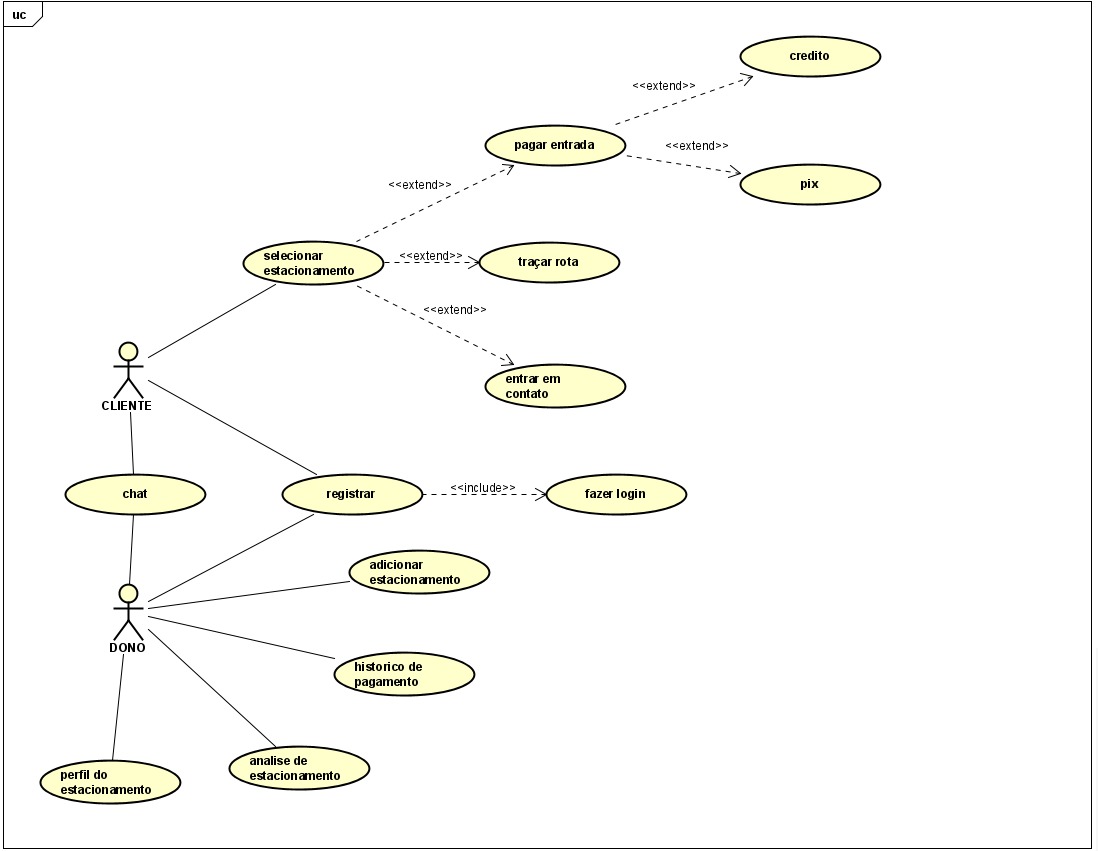 uc
credito
<<extend>>
pagar entrada
<<extend>>
pix
<<extend>>
selecionar
estacionamento
<<extend>>
traçar rota
<<extend>>
entrar em
contato
CLIENTE
chat
registrar
<<include>>
fazer login
adicionar
estacionamento
DONO
historico de
pagamento
analise de
estacionamento
perfil do
estacionamento